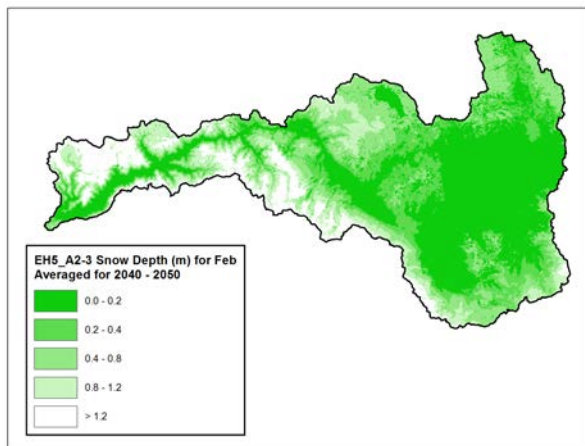 EH5_A2-3 Snow Depth (m) for Feb
Averaged for 2040 - 2050
0.0 - 0.2
0.2 - 0.4
0.4 - 0.8
0.8 - 1.2
> 1.2